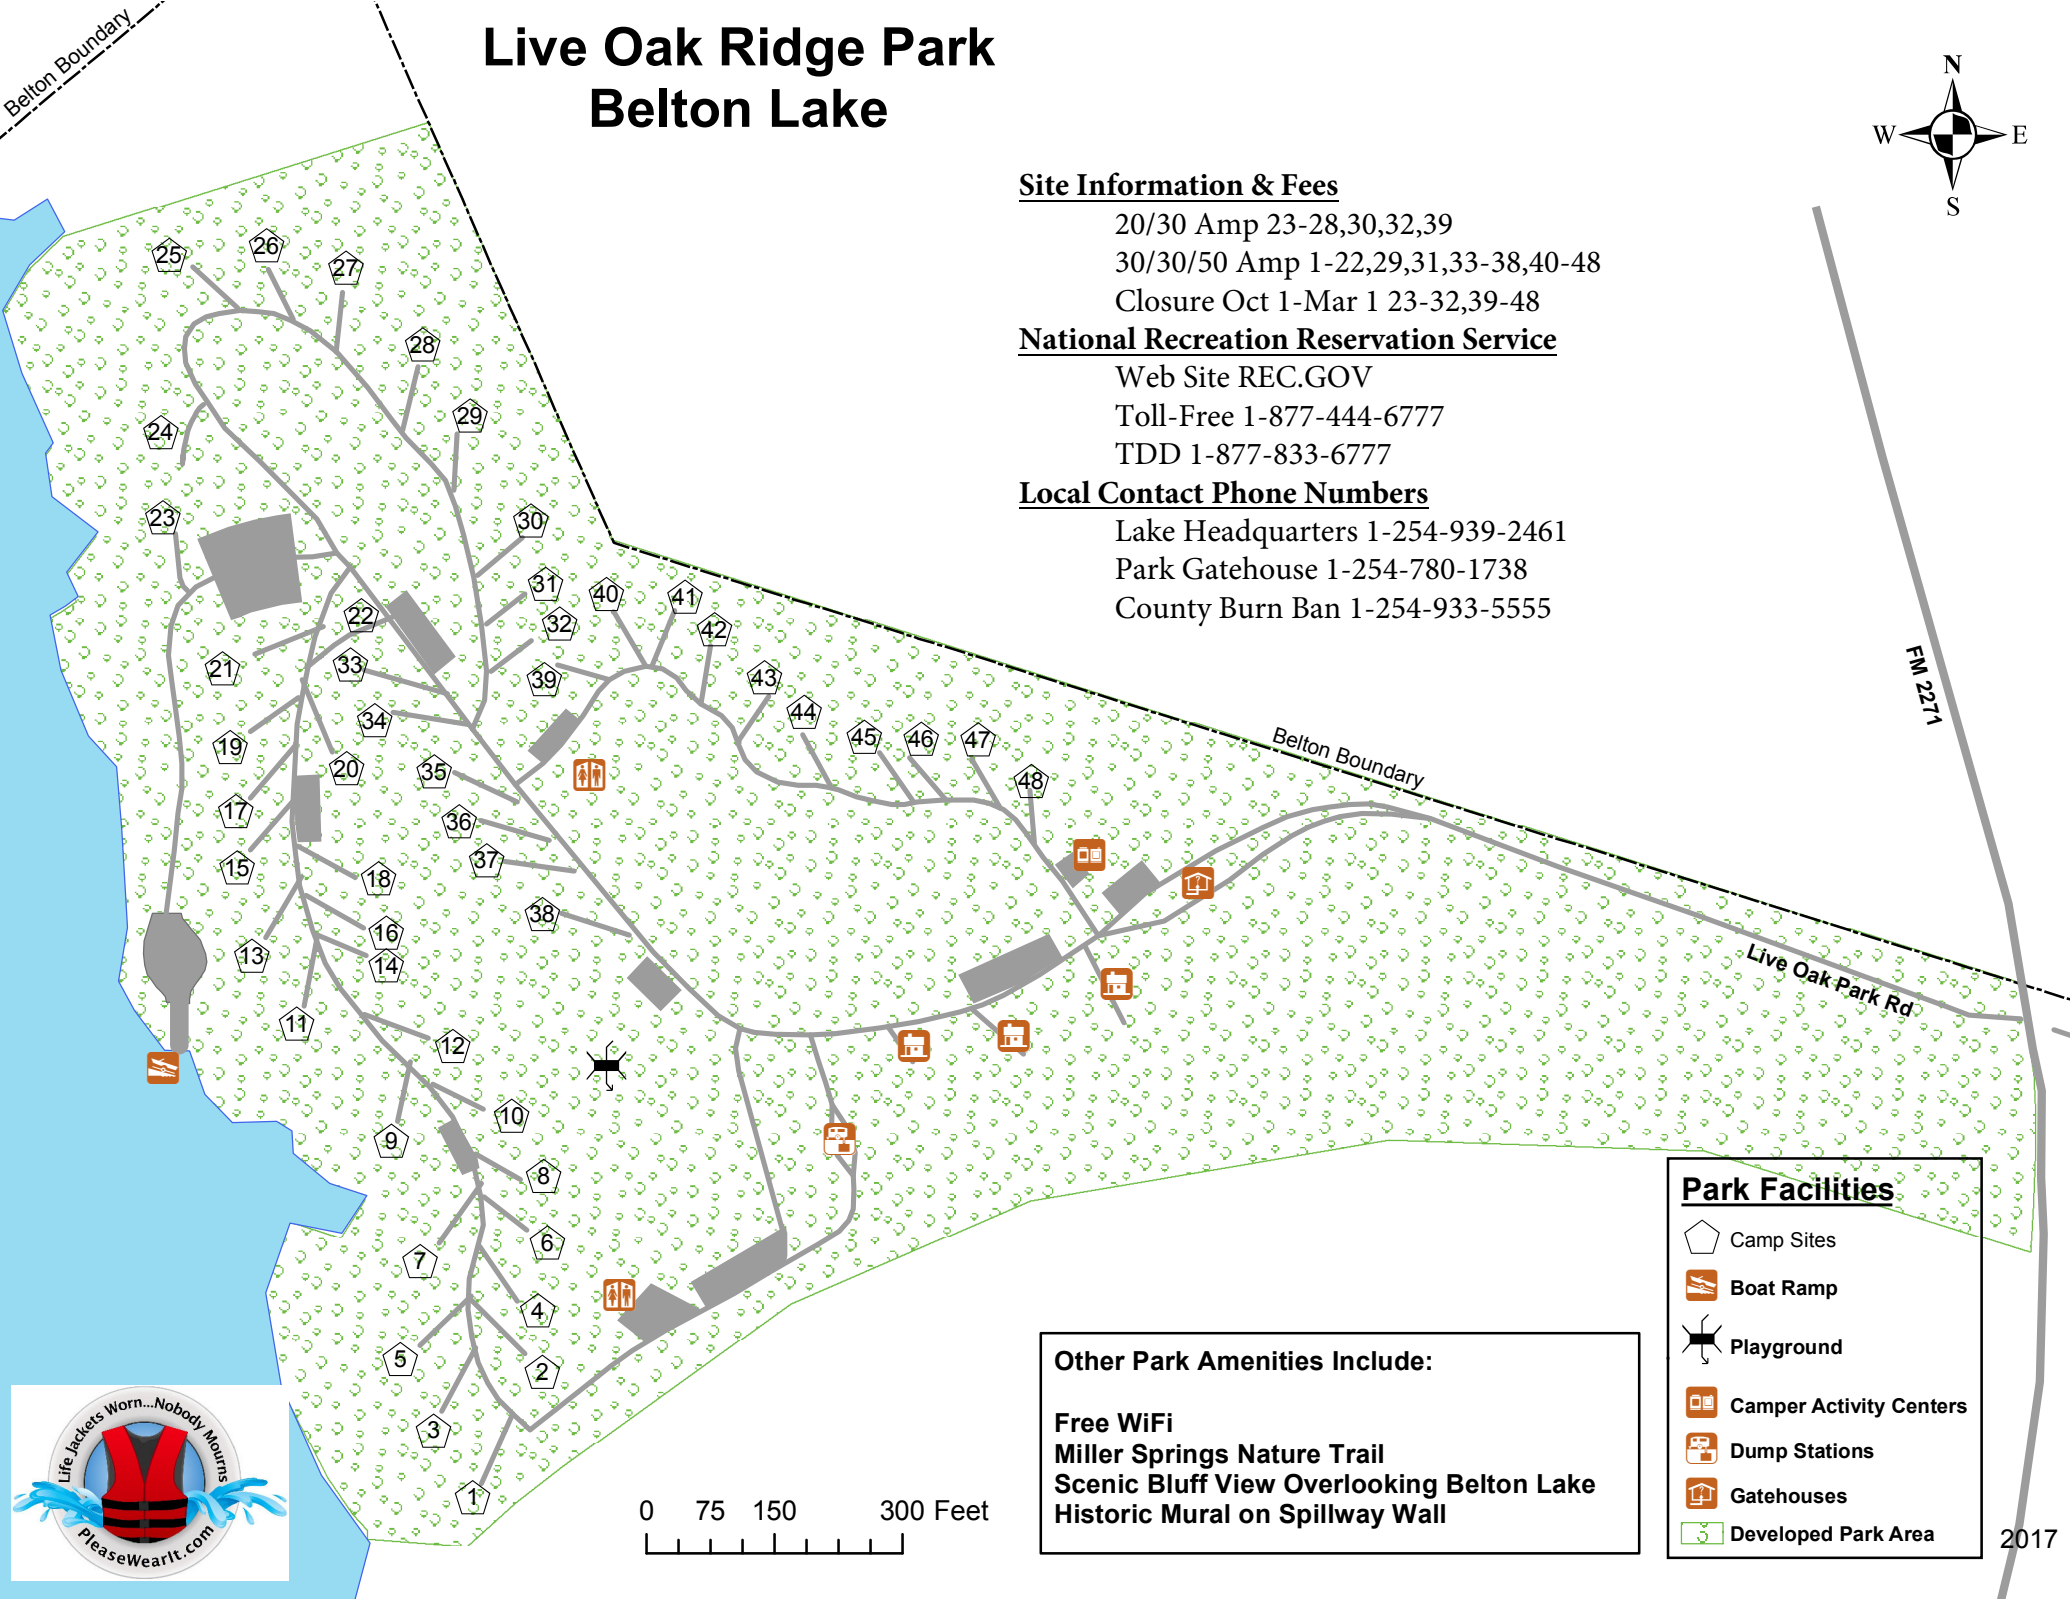 Live Oak Ridge Park
Belton Lake
Belton Boundary
N
W
E
S
Site Information & Fees
20/30 Amp 23-28,30,32,39
30/30/50 Amp 1-22,29,31,33-38,40-48
Closure Oct 1-Mar 1 23-32,39-48
National Recreation Reservation Service
Web Site REC.GOV
Toll-Free 1-877-444-6777
TDD 1-877-833-6777
Local Contact Phone Numbers
Lake Headquarters 1-254-939-2461
Park Gatehouse 1-254-780-1738
County Burn Ban 1-254-933-5555
25
26
27
28
29
24
23
30
31
32
40
41
42
22
21
33
39
43
34
44
19
20
35
45
46
47
48
17
36
15
37
18
38
16
13
14
11
12
10
9
8
7
6
4
5
2
3
1
FM 2271
Belton Boundary
Live Oak Park Rd
Park Facilities
Camp Sites
Boat Ramp
Playground
Camper Activity Centers
Dump Stations
Gatehouses
Developed Park Area
Other Park Amenities Include:
Free WiFi
Miller Springs Nature Trail
Scenic Bluff View Overlooking Belton Lake
Historic Mural on Spillway Wall
0 75 150 300 Feet
Life Jackets Worn...Nobody Mourns
PleaseWearIt.com
2017